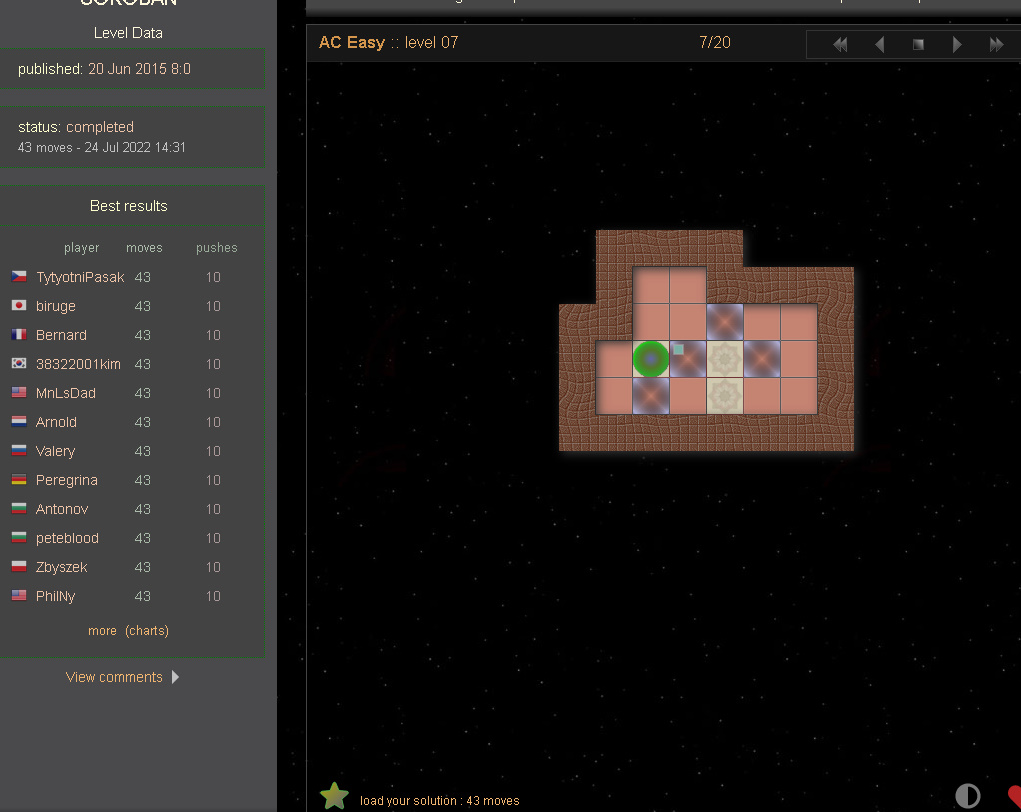 SOKOBAN
Level Data
published: 20 Jun 2015 8:0
status: completed
43 moves - 24 Jul 2022 14:31
Best results
player moves pushes
TytyotniPasak 43 10
biruge 43 10
Bernard 43 10
38322001kim 43 10
MnLsDad 43 10
Arnold 43 10
Valery 43 10
Peregrina 43 10
Antonov 43 10
peteblood 43 10
Zbyszek 43 10
PhilNy 43 10
more (charts)
View comments
AC Easy :: level 07
7/20
load your solution : 43 moves